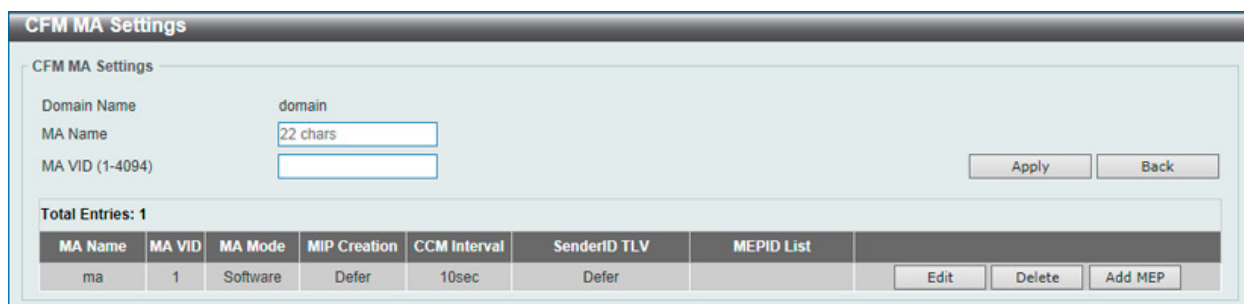 CFM MA Settings
CFM MA Settings
Domain Name domain
MA Name 22 chars
MA VID (1-4094) Apply Back
Total Entries: 1
MA Name MA VID MA Mode MIP Creation CCM Interval SenderID TLV MEPID List
ma 1 Software Defer 10sec Defer Edit Delete Add MEP